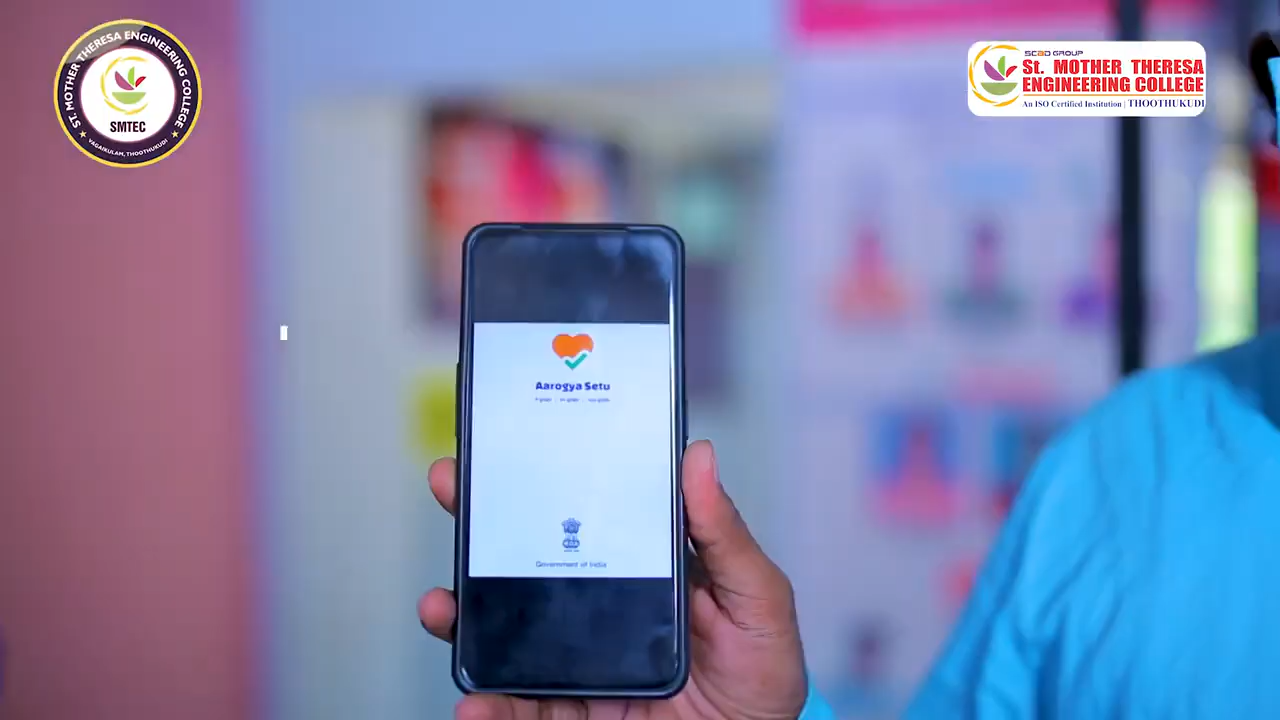 ST. MOTHER THERESA ENGINEERING COLLEGE
SMTEC
VAGAIKULAM, THOOTHUKUDI
SCAD GROUP
St. MOTHER THERESA
ENGINEERING COLLEGE
An ISO Certified Institution | THOOTHUKUDI
Aarogya Setu
Government of India